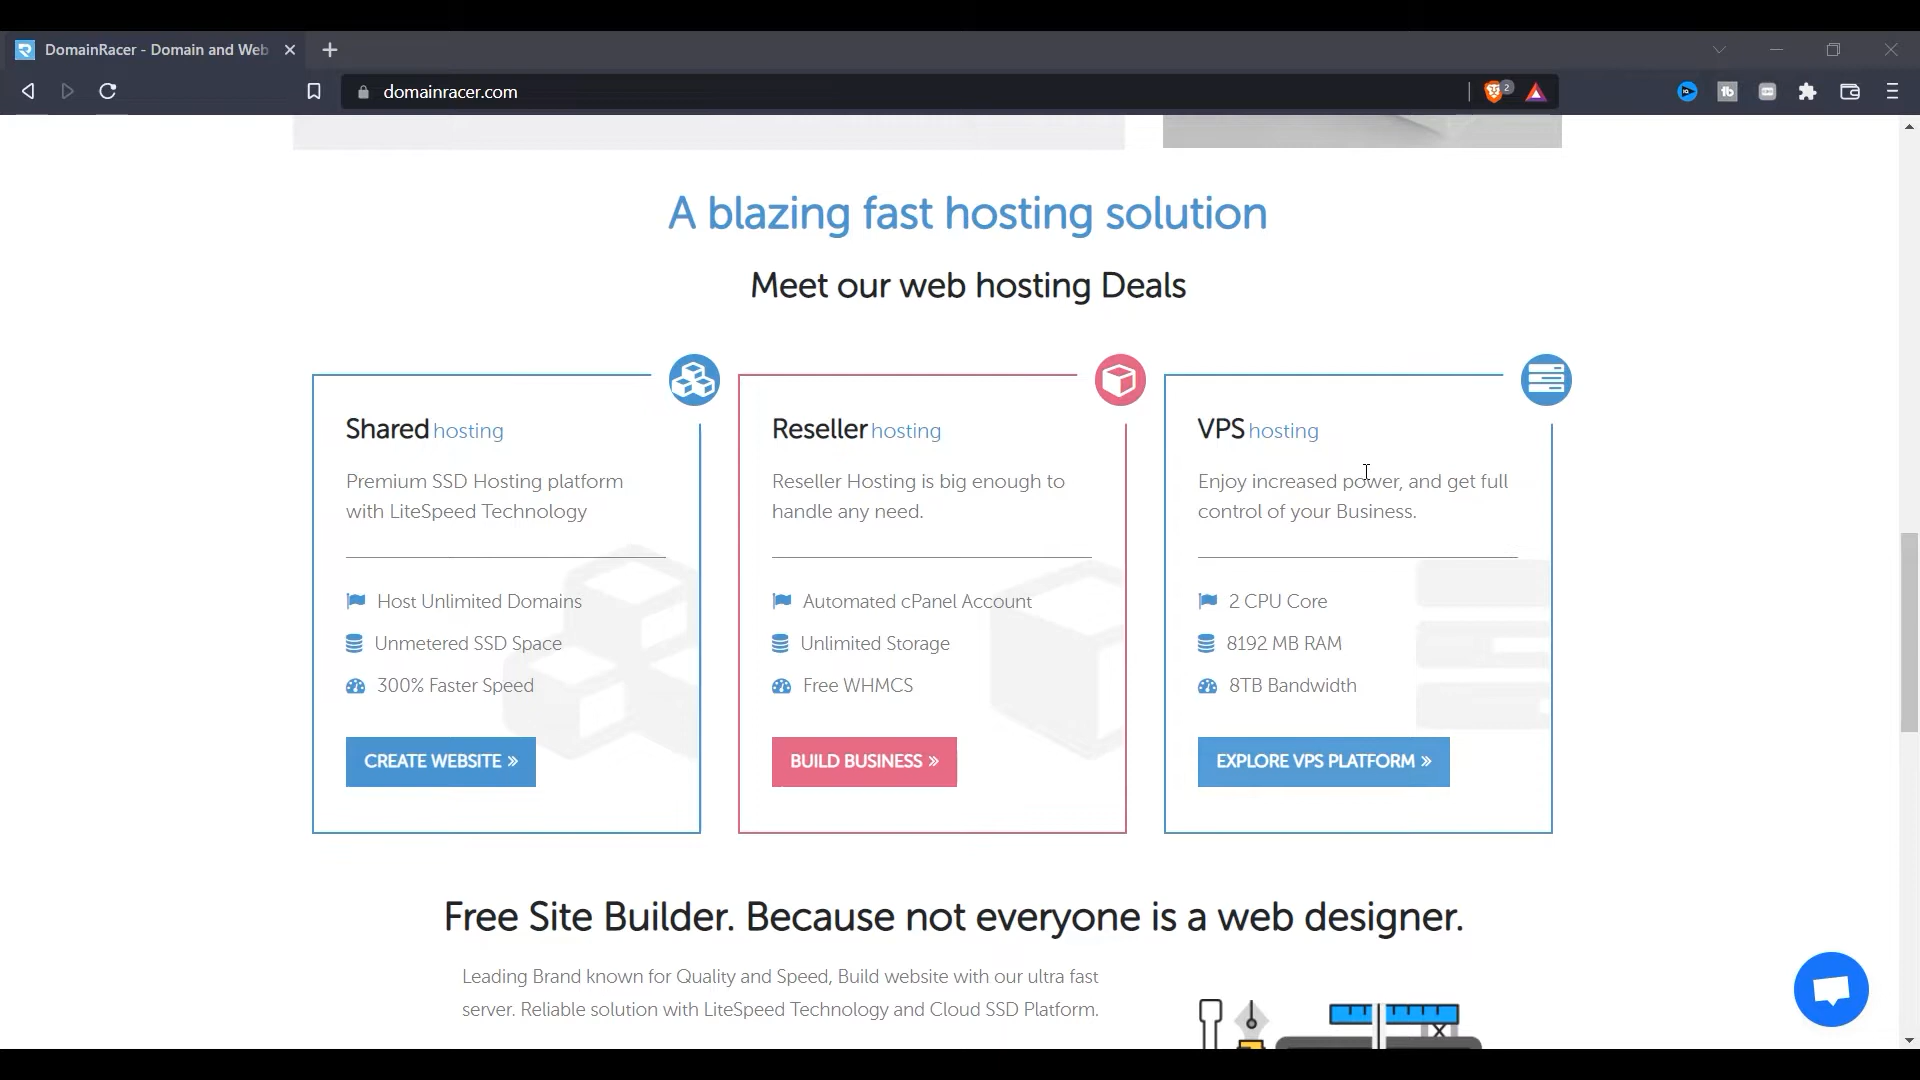 DomainRacer - Domain and Web
domainracer.com
2
tb
A blazing fast hosting solution
Meet our web hosting Deals
Shared hosting
Premium SSD Hosting platform
with LiteSpeed Technology
Host Unlimited Domains
Unmetered SSD Space
300% Faster Speed
CREATE WEBSITE »
Reseller hosting
Reseller Hosting is big enough to
handle any need.
Automated cPanel Account
Unlimited Storage
Free WHMCS
BUILD BUSINESS »
VPS hosting
Enjoy increased power, and get full
control of your Business.
2 CPU Core
8192 MB RAM
8TB Bandwidth
EXPLORE VPS PLATFORM »
Free Site Builder. Because not everyone is a web designer.
Leading Brand known for Quality and Speed, Build website with our ultra fast
server. Reliable solution with LiteSpeed Technology and Cloud SSD Platform.